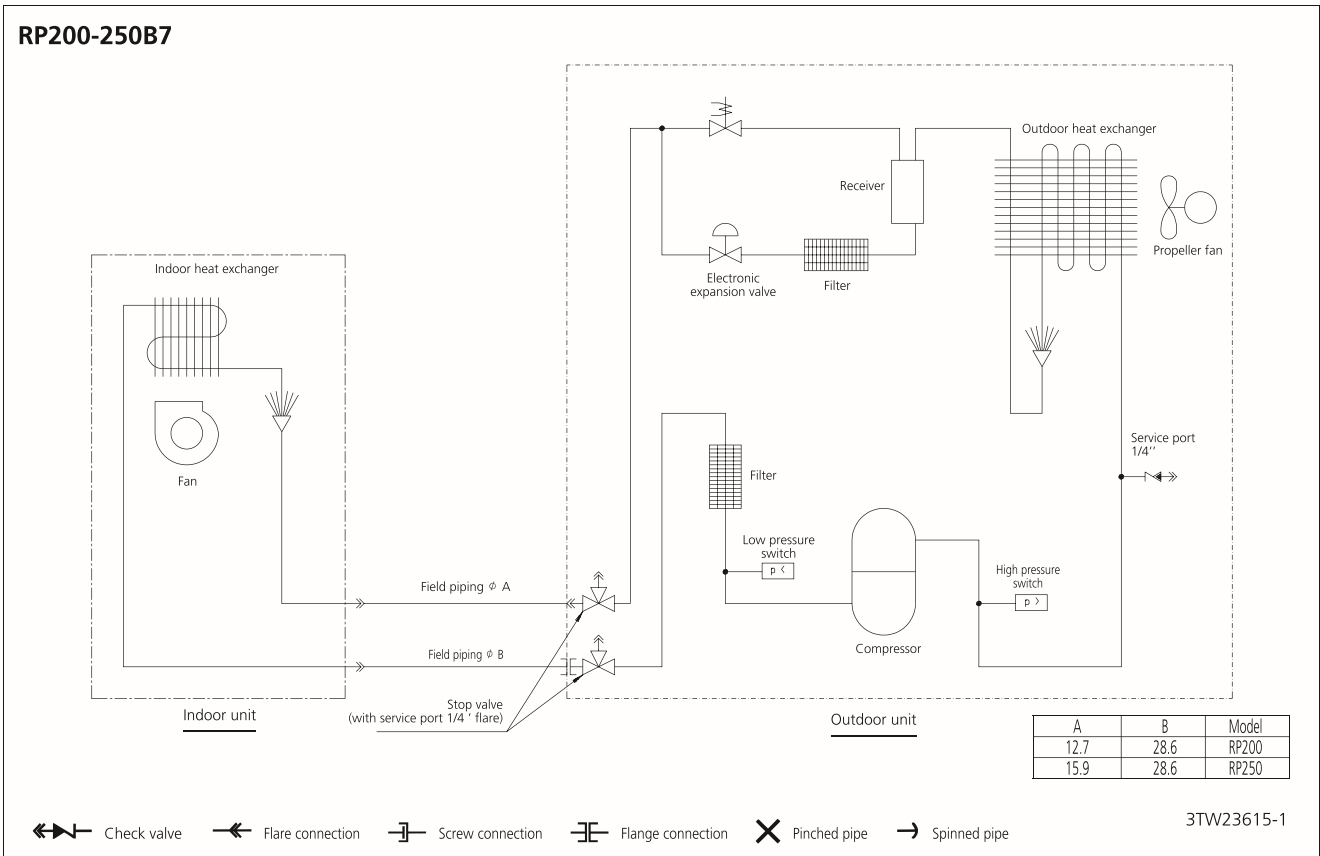 RP200-250B7
Outdoor heat exchanger
Receiver
Propeller fan
Electronic
expansion valve
Filter
Indoor heat exchanger
Fan
Service port
1/4''
Filter
Low pressure
switch
p <
High pressure
switch
p >
Compressor
Field piping ϕ A
Field piping ϕ B
Stop valve
(with service port 1/4 ' flare)
Indoor unit
Outdoor unit
A B Model
12.7 28.6 RP200
15.9 28.6 RP250
3TW23615-1
Check valve Flare connection Screw connection Flange connection Pinched pipe Spinned pipe